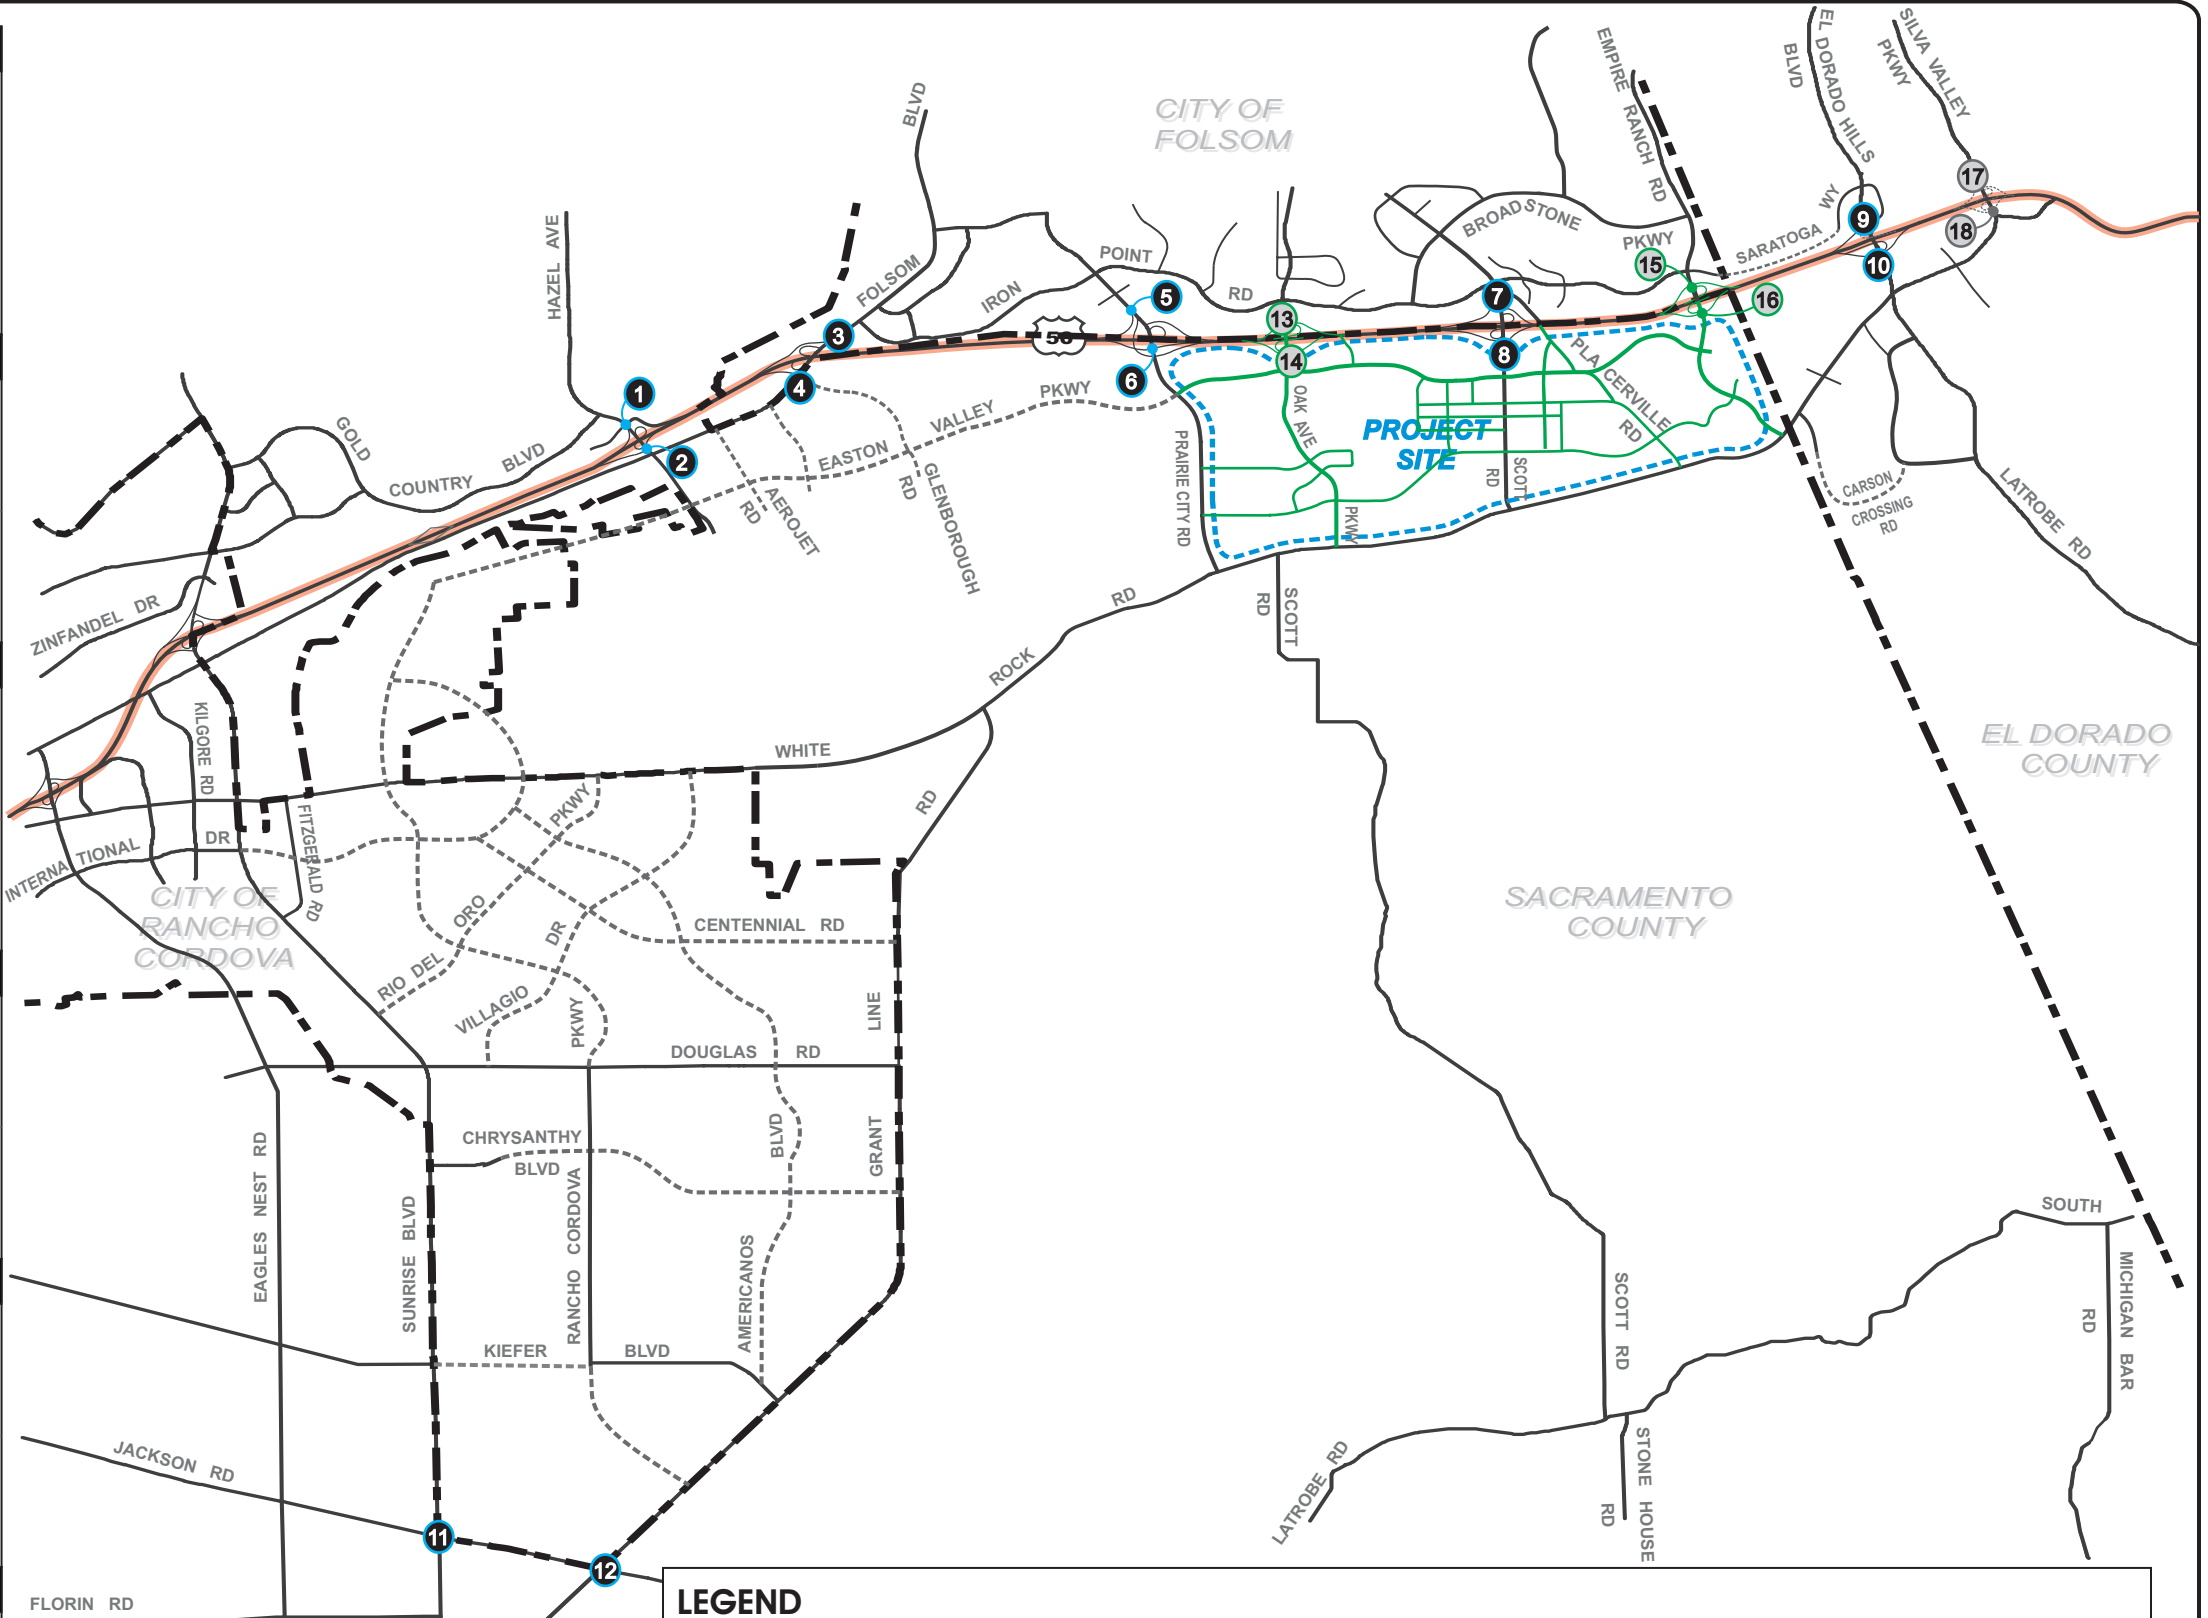 EL DORADO HILLS
BLVD
SILVA VALLEY
PKWY
EMPIRE RANCH RD
CITY OF
FOLSOM
BLVD
FOLSOM
HAZEL AVE
BROADSTONE
PKWY
SARATOGA
WY
POINT
IRON
RD
17
18
9
10
15
16
7
8
5
6
13
14
3
4
1
2
50
PLA CERVILLE
RD
OAK AVE
PKWY
PROJECT
SITE
SCOTT
RD
PRAIRIE CITY RD
EASTON
VALLEY
PKWY
GOLD
COUNTRY
BLVD
AEROJET
RD
GLENBOROUGH
RD
CARSON
CROSSING
RD
LATROBE RD
ZINFANDEL DR
ROCK
RD
SCOTT
RD
WHITE
KILGORE RD
FITZGERALD RD
INTERNA TIONAL
DR
CITY OF
RANCHO
CORDOVA
EL DORADO
COUNTY
SACRAMENTO
COUNTY
RD
PKWY
ORO
RIO DEL
DR
VILLAGIO
CENTENNIAL RD
LINE
GRANT
PKWY
RANCHO CORDOVA
DOUGLAS RD
CHRYSANTHY
BLVD
BLVD
AMERICANOS
EAGLES NEST RD
SUNRISE BLVD
KIEFER
BLVD
SOUTH
MICHIGAN BAR
RD
SCOTT RD
LATROBE RD
STONE HOUSE
RD
JACKSON RD
11
12
FLORIN RD
LEGEND